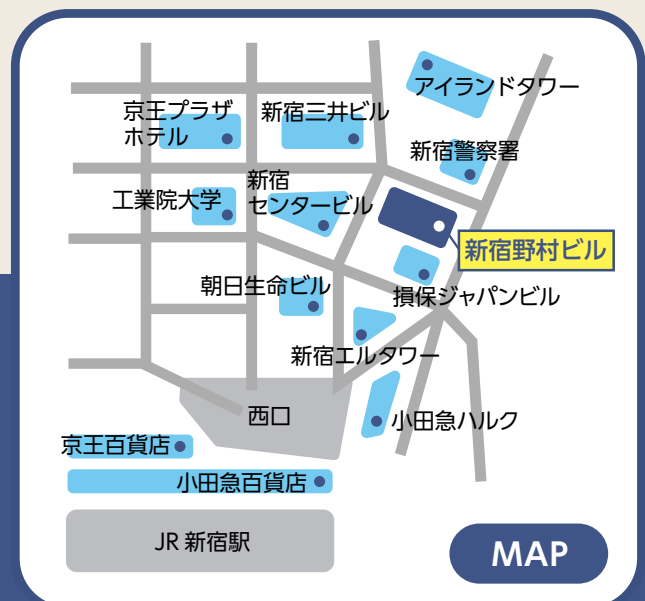 アイランドタワー
京王プラザ
ホテル
新宿三井ビル
新宿警察署
工業院大学
新宿
センタービル
新宿野村ビル
朝日生命ビル
損保ジャパンビル
新宿エルタワー
西口
小田急ハルク
京王百貨店
小田急百貨店
JR 新宿駅
MAP